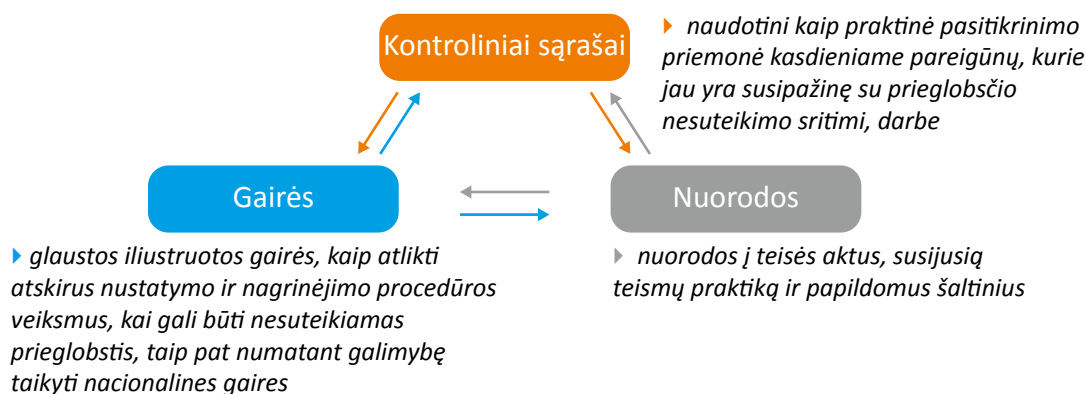 Kontroliniai sąrašai
▸ naudotini kaip praktinė pasitikrinimo
priemonė kasdieniame pareigūnų, kurie
jau yra susipažinę su prieglobsčio
nesuteikimo sritimi, darbe
Gairės
▸ glaustos iliustruotos gairės, kaip atlikti
atskirus nustatymo ir nagrinėjimo procedūros
veiksmus, kai gali būti nesuteikiamas
prieglobstis, taip pat numatant galimybę
taikyti nacionalines gaires
Nuorodos
▸ nuorodos į teisės aktus, susijusią
teismų praktiką ir papildomus šaltinius